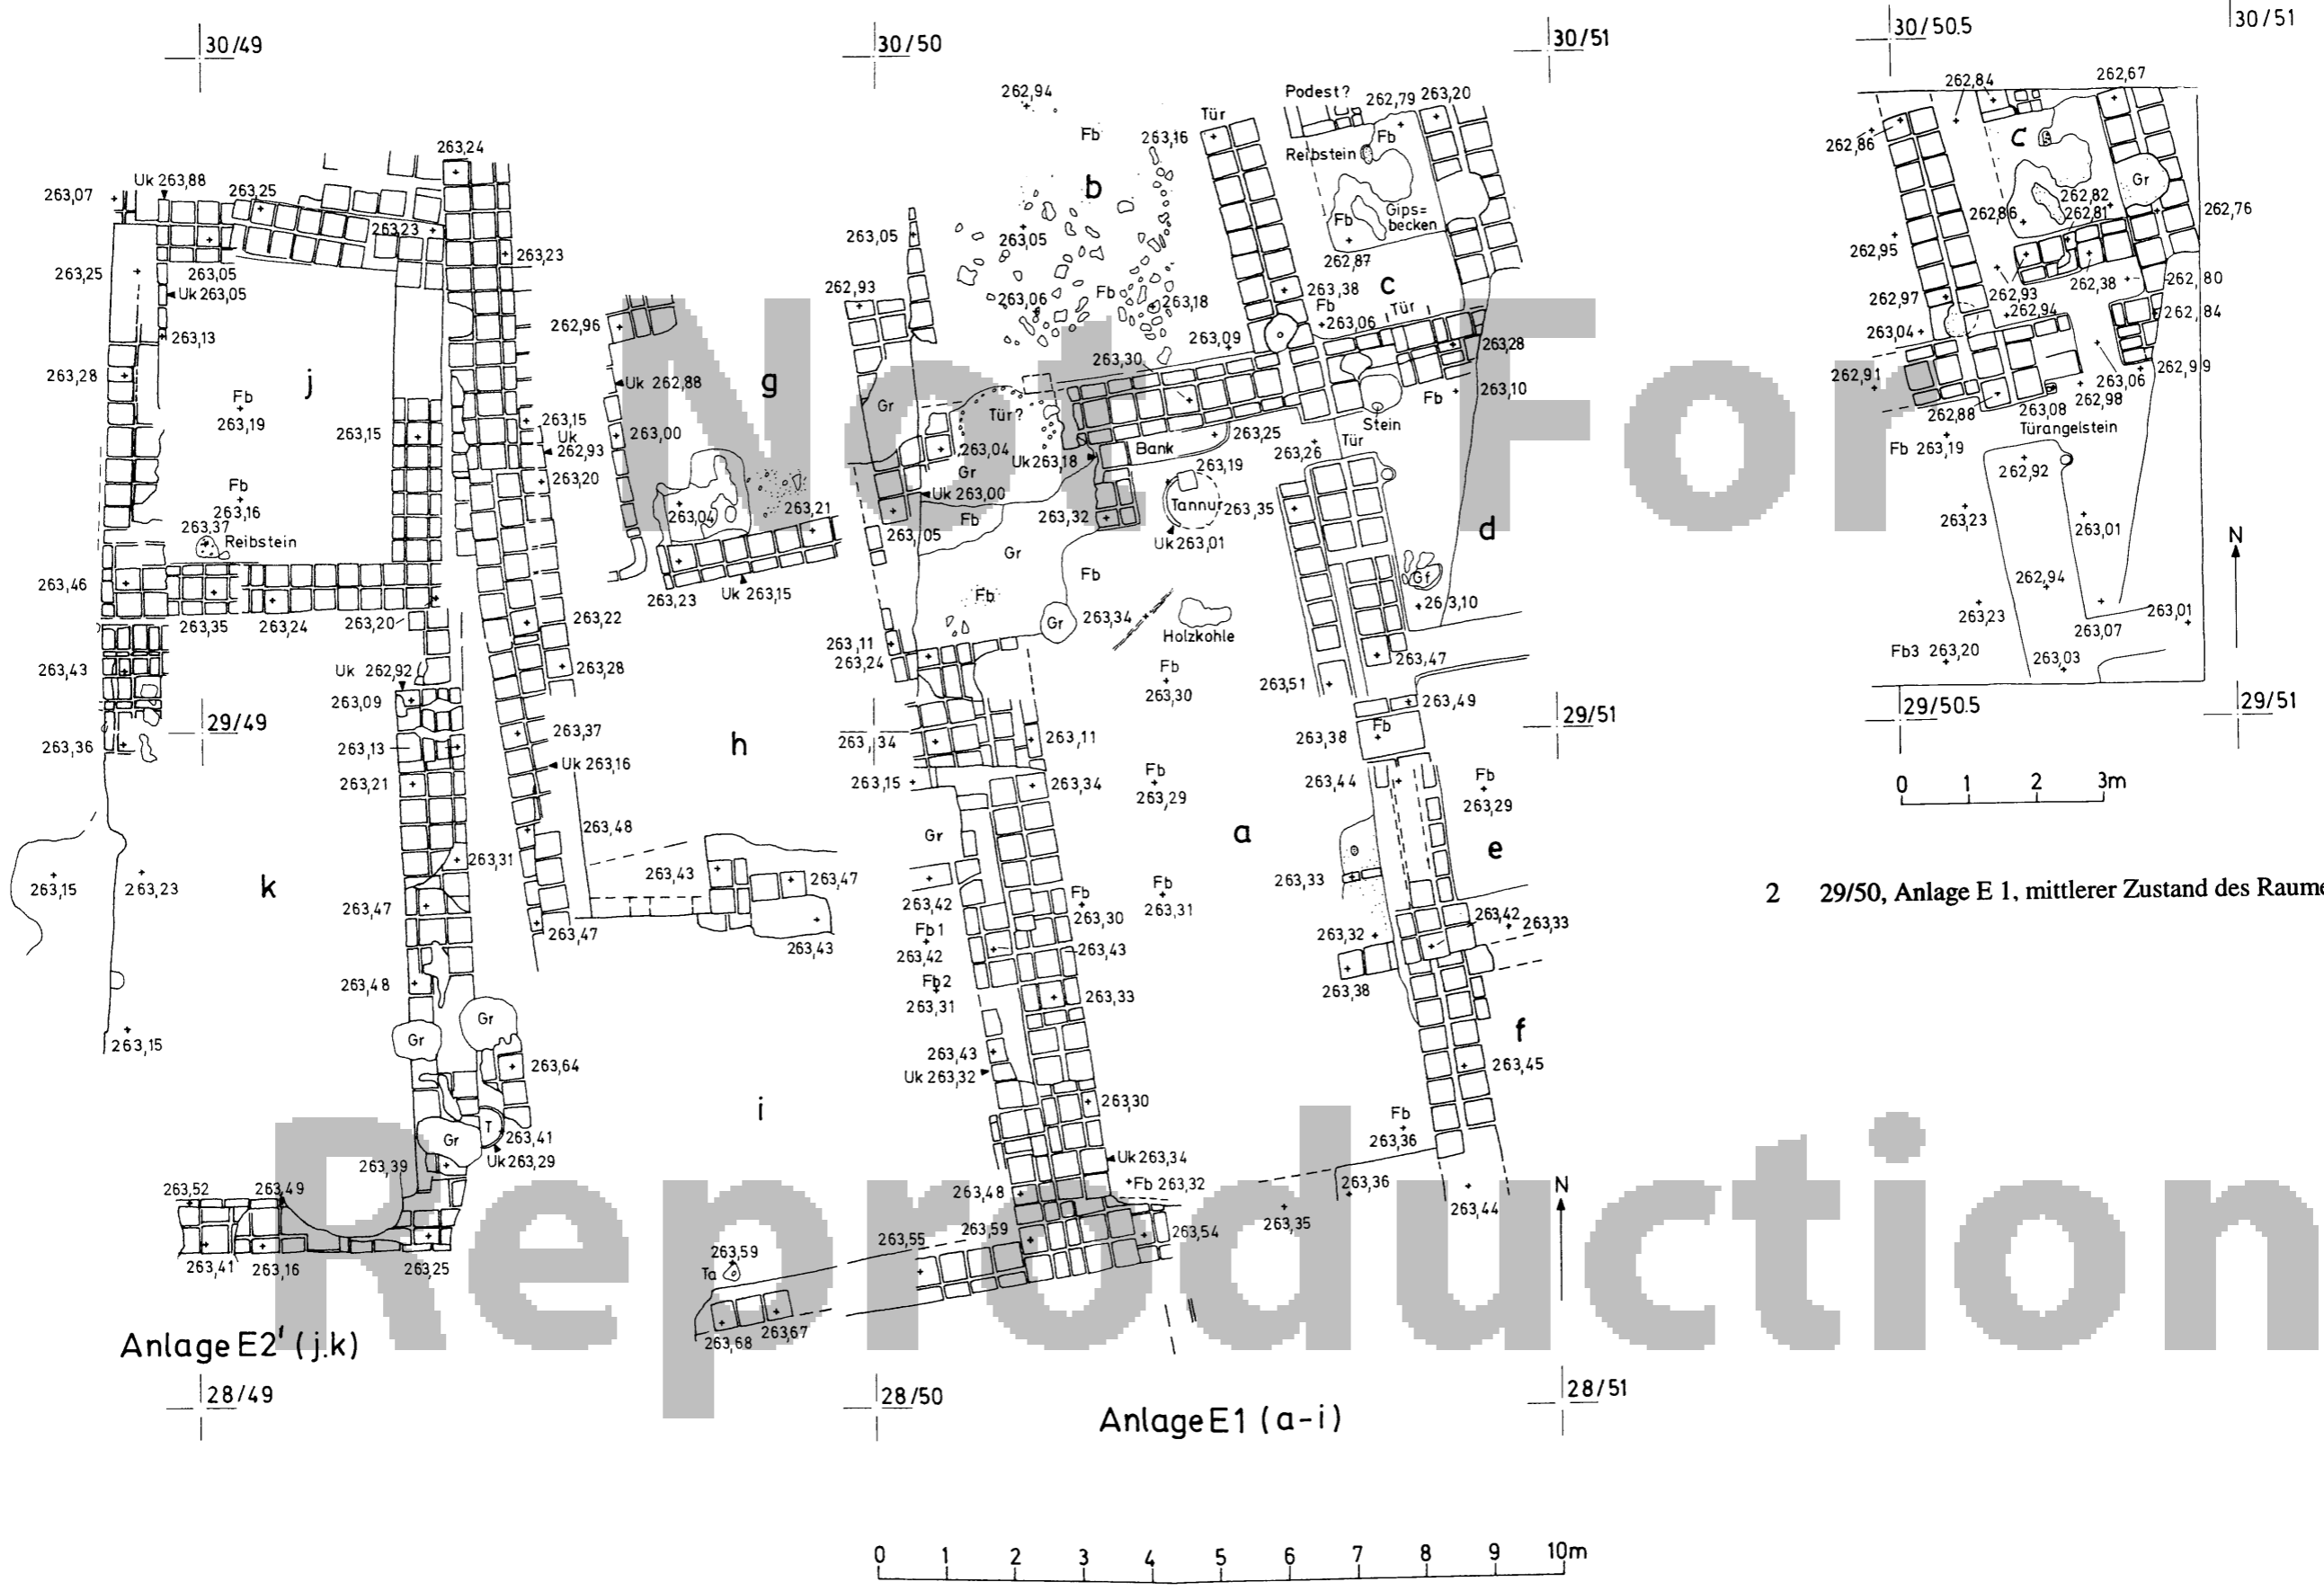 30/49
30/50
30/51
30/50.5
30/51
263,24
263,07
Uk 263,88
263,25
263,23
263,23
263,25
263,05
Uk 263,05
263,13
263,28
j
Fb
263,19
263,15
263,15
Uk
262,93
263,20
Fb
263,16
263,37
Reibstein
263,46
263,35
263,24
263,20
263,22
263,43
Uk 262,92
263,09
263,28
29/49
263,36
263,13
263,37
Uk 263,16
263,21
263,48
263,15
263,23
k
263,31
263,47
263,47
263,48
263,15
Gr
Gr
263,64
Gr
T
263,41
Uk 263,29
263,39
263,52
263,49
263,41
263,16
263,25
Anlage E2' (j.k)
28/49
262,96
Uk 262,88
g
263,00
263,04
263,21
263,23
Uk 263,15
h
263,43
263,47
263,43
i
263,59
Ta
263,68
263,67
262,94
Fb
b
263,16
Tür
Podest?
262,79
263,20
Fb
Reibstein
263,05
263,05
262,93
263,06
Fb
263,18
Fb
Gips=
becken
262,87
c
263,38
Fb
263,06
Tür
263,09
263,28
263,30
Gr
Tür?
263,04
Gr
Uk 263,18
Bank
263,25
Stein
Fb
263,10
Tür
263,26
263,19
Uk 263,00
Fb
263,05
263,32
Tannur
263,35
Uk 263,01
d
Gr
Fb
Gf
Fb
263,10
263,11
263,24
Gr
263,34
Holzkohle
Fb
263,30
263,47
263,51
263,49
29/51
263,34
263,11
263,38
Fb
263,15
263,34
Fb
263,29
263,44
Fb
263,29
Gr
a
e
263,33
263,42
Fb
263,30
Fb
263,31
Fb1
263,42
263,43
263,42
263,33
263,32
Fb2
263,31
263,33
263,38
f
263,43
Uk 263,32
263,45
263,30
Fb
263,36
Uk 263,34
Fb 263,32
263,48
263,36
263,44
263,35
263,55
263,59
263,54
N
28/50
28/51
Anlage E1 (a-i)
0 1 2 3 4 5 6 7 8 9 10m
262,84
262,67
262,86
c
Gr
262,82
262,86
262,81
262,76
262,95
262,80
262,97
262,93
262,38
262,94
262,84
263,04
262,91
263,06
262,99
262,88
263,08
262,98
Türangelstein
Fb 263,19
262,92
263,23
263,01
N
262,94
263,23
263,01
263,07
Fb3 263,20
263,03
29/50.5
29/51
0 1 2 3m
2 29/50, Anlage E 1, mittlerer Zustand des Raume
Not For
Reproduction